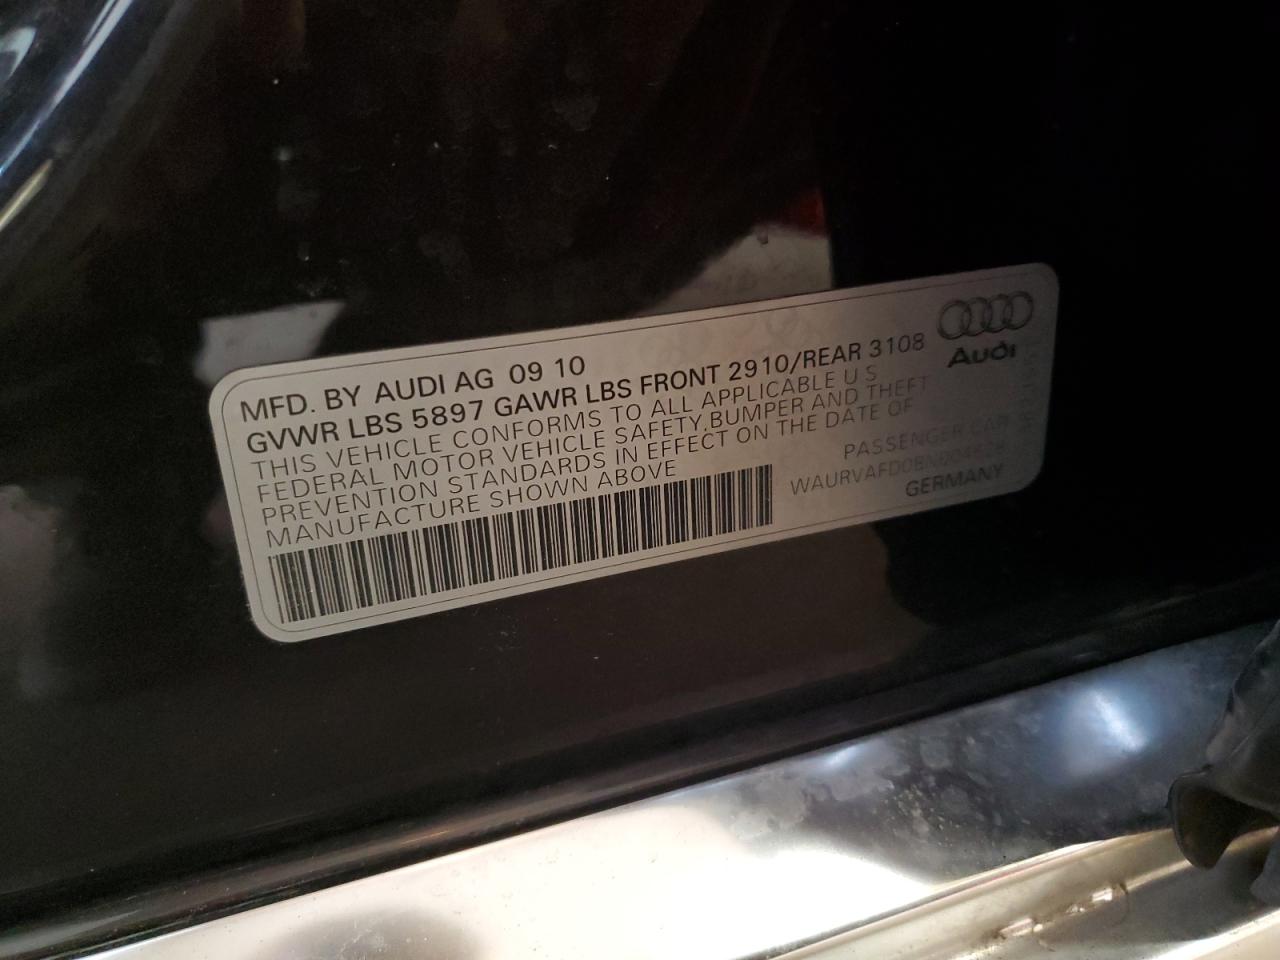 MFD. BY AUDI AG 09 10
GVWR LBS 5897 GAWR LBS FRONT 2910/REAR 3108
THIS VEHICLE CONFORMS TO ALL APPLICABLE U S
FEDERAL MOTOR VEHICLE SAFETY,BUMPER AND THEFT
PREVENTION STANDARDS IN EFFECT ON THE DATE OF
MANUFACTURE SHOWN ABOVE
Audi
PASSENGER CAR
GERMANY